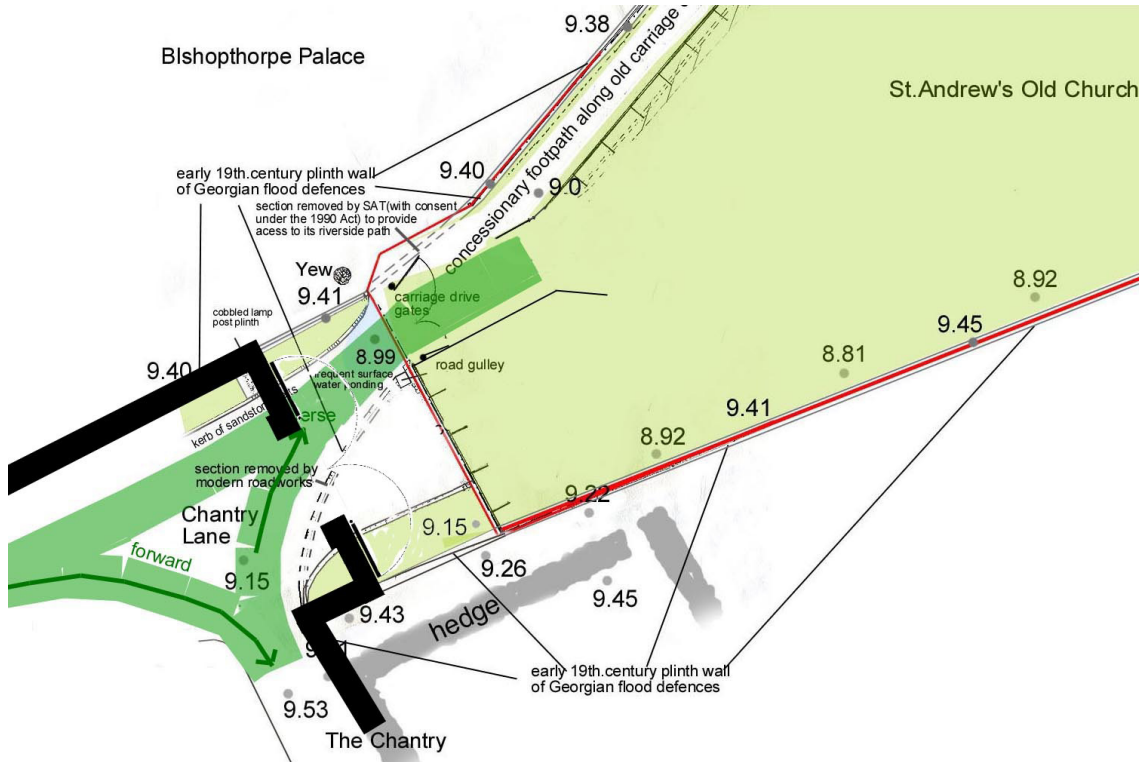 9.38
BIshopthorpe Palace
concessionary footpath along old carriage
St.Andrew's Old Church
early 19th.century plinth wall
of Georgian flood defences
9.40
9.0
section removed by SAT(with consent
under the 1990 Act) to provide
acess to its riverside path
Yew
9.41
carriage drive
gates
8.92
9.45
cobbled lamp
post plinth
8.99
road gulley
8.81
9.40
frequent surface
water ponding
9.41
kerb of
8.92
section removed by
modern roadworks
9.22
Chantry
Lane
9.15
forward
9.15
9.26
9.45
hedge
9.43
early 19th.century plinth wall
of Georgian flood defences
9.53
The Chantry